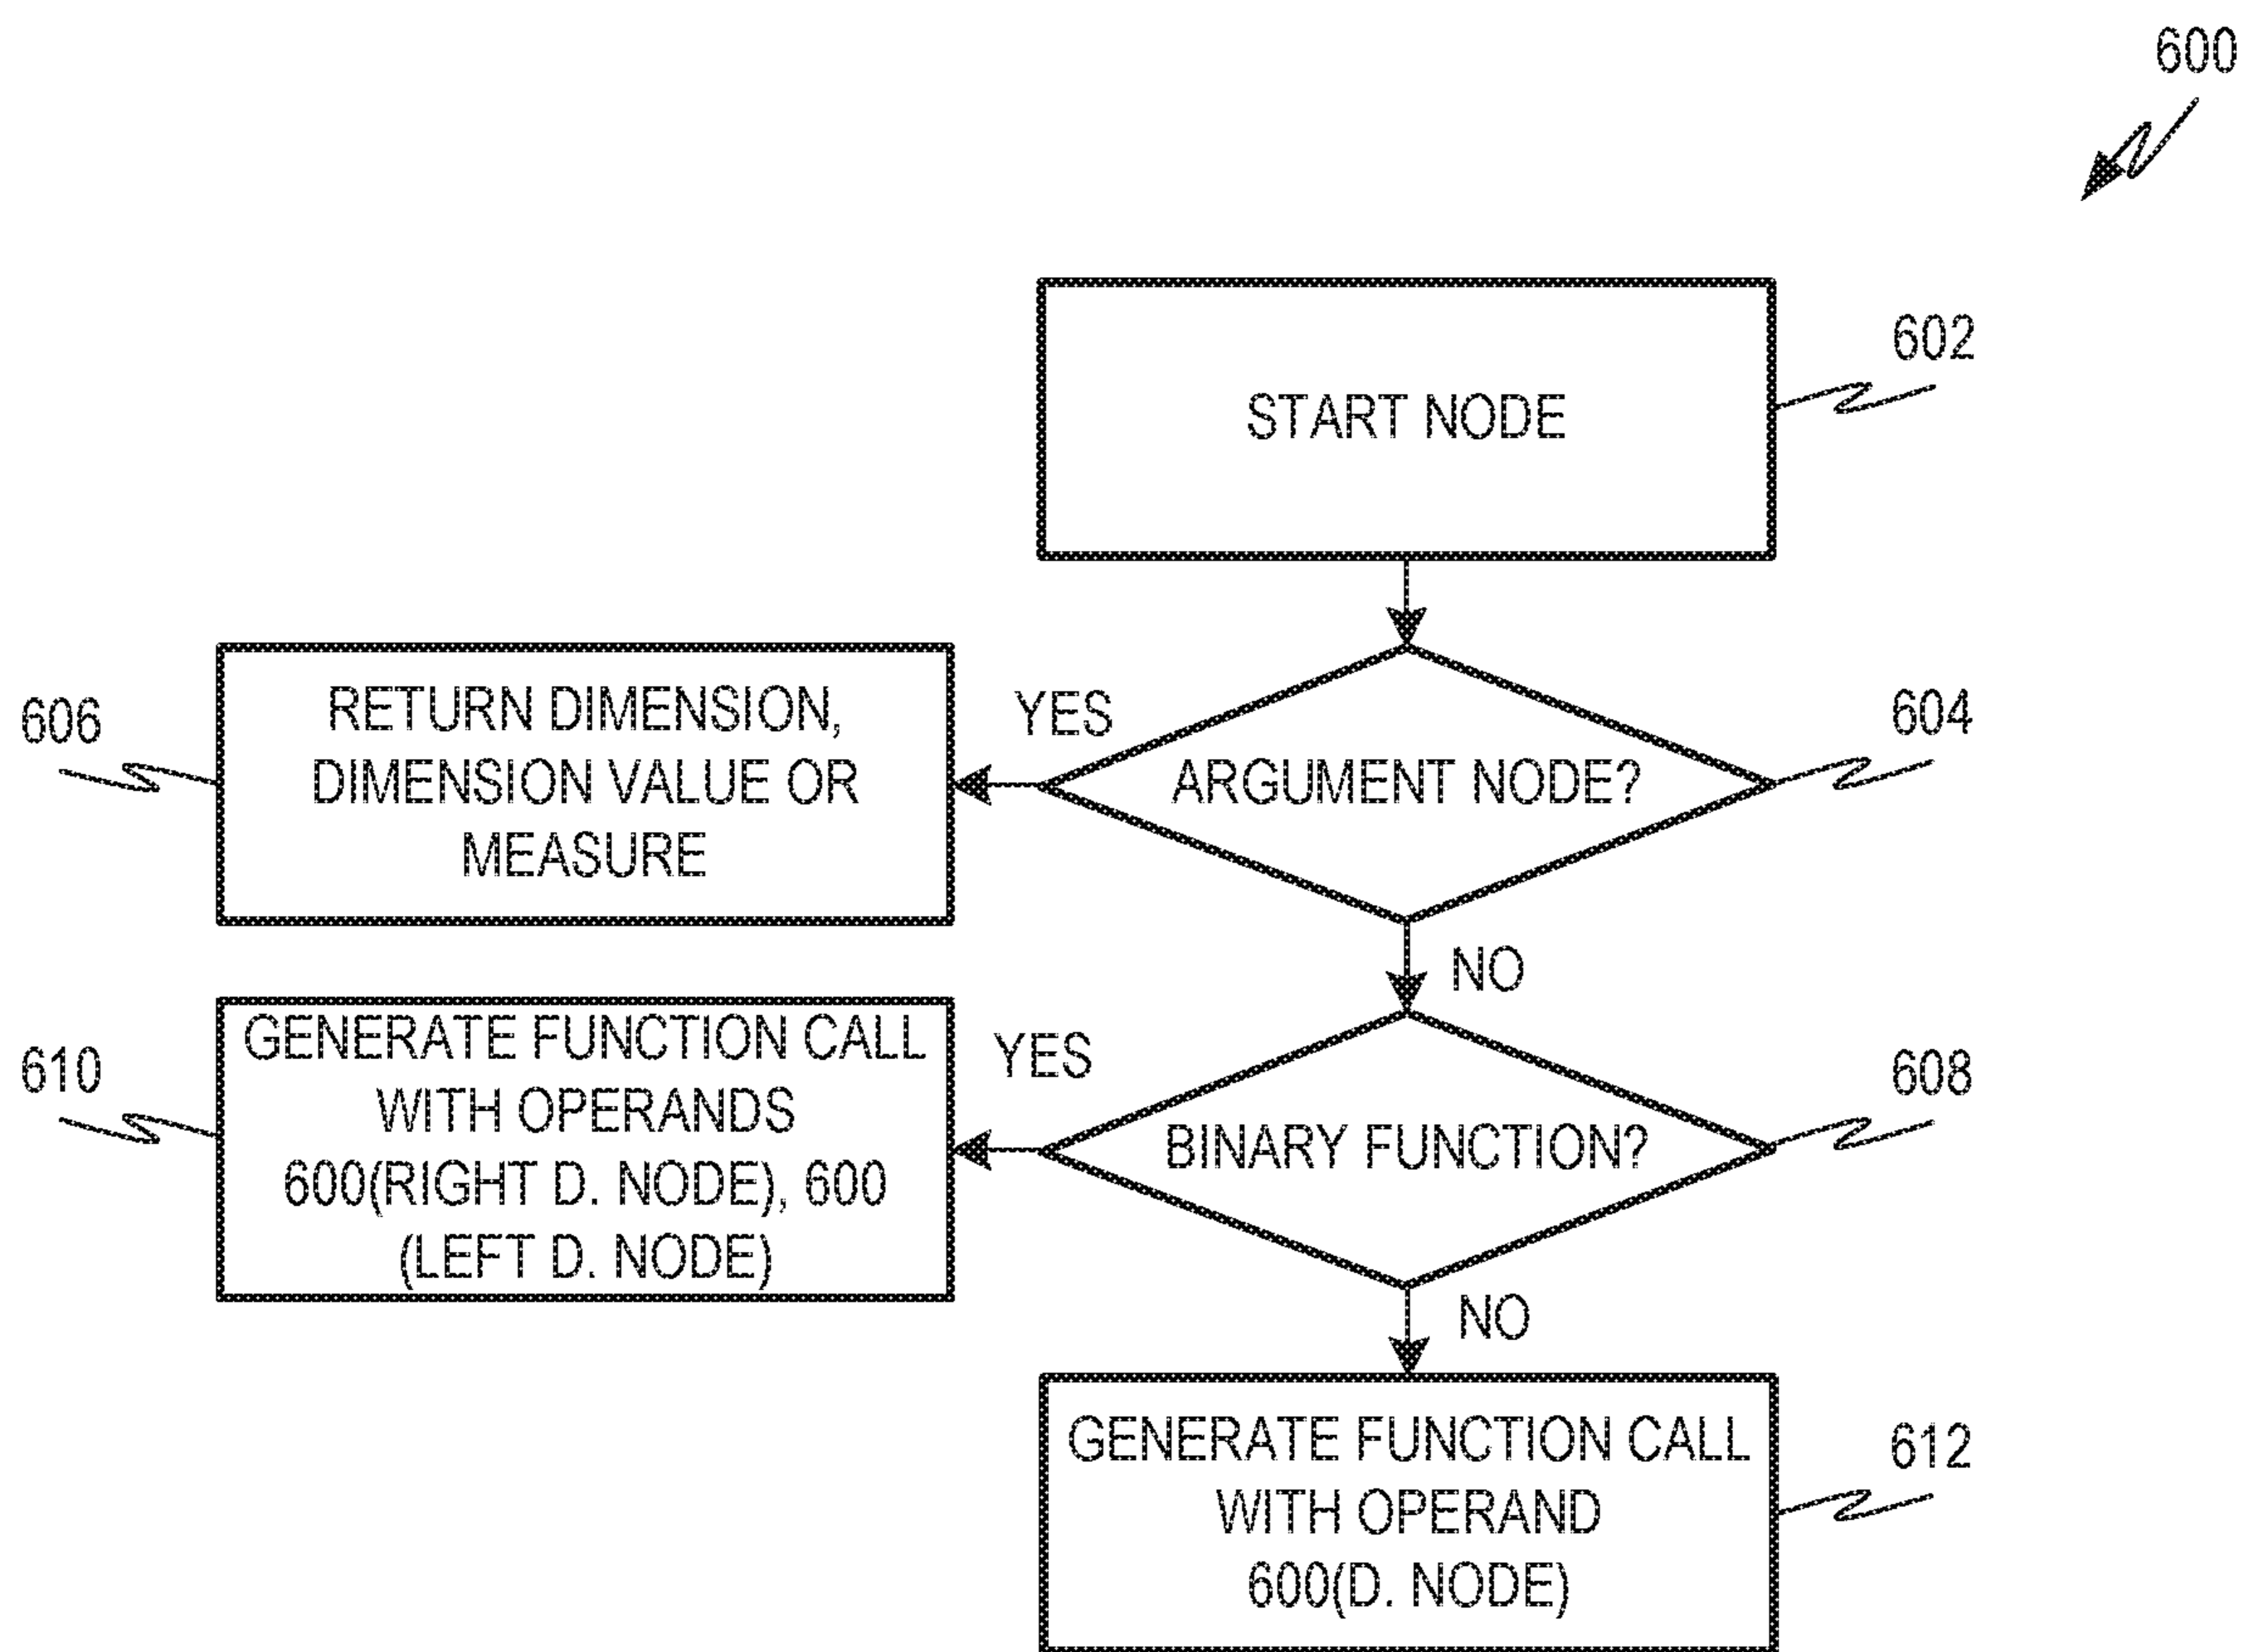 600
START NODE
602
RETURN DIMENSION,
DIMENSION VALUE OR
MEASURE
606
YES
ARGUMENT NODE?
604
NO
GENERATE FUNCTION CALL
WITH OPERANDS
600(RIGHT D. NODE), 600
(LEFT D. NODE)
610
YES
BINARY FUNCTION?
608
NO
GENERATE FUNCTION CALL
WITH OPERAND
600(D. NODE)
612